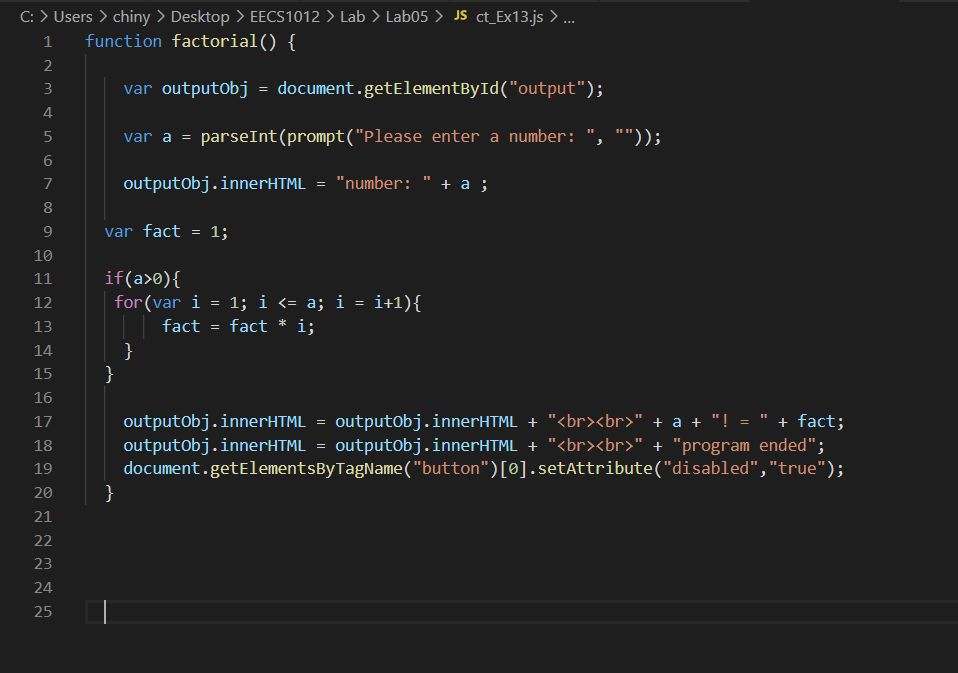 C: > Users > chiny > Desktop > EECS1012 > Lab > Lab05 > JS ct_Ex13.js > ...
1 function factorial() {
2
3 var outputObj = document.getElementById("output");
4
5 var a = parseInt(prompt("Please enter a number: ", ""));
6
7 outputObj.innerHTML = "number: " + a ;
8
9 var fact = 1;
10
11 if(a>0){
12 for(var i = 1; i <= a; i = i+1){
13 fact = fact * i;
14 }
15 }
16
17 outputObj.innerHTML = outputObj.innerHTML + "<br><br>" + a + "! = " + fact;
18 outputObj.innerHTML = outputObj.innerHTML + "<br><br>" + "program ended";
19 document.getElementsByTagName("button")[0].setAttribute("disabled","true");
20 }
21
22
23
24
25